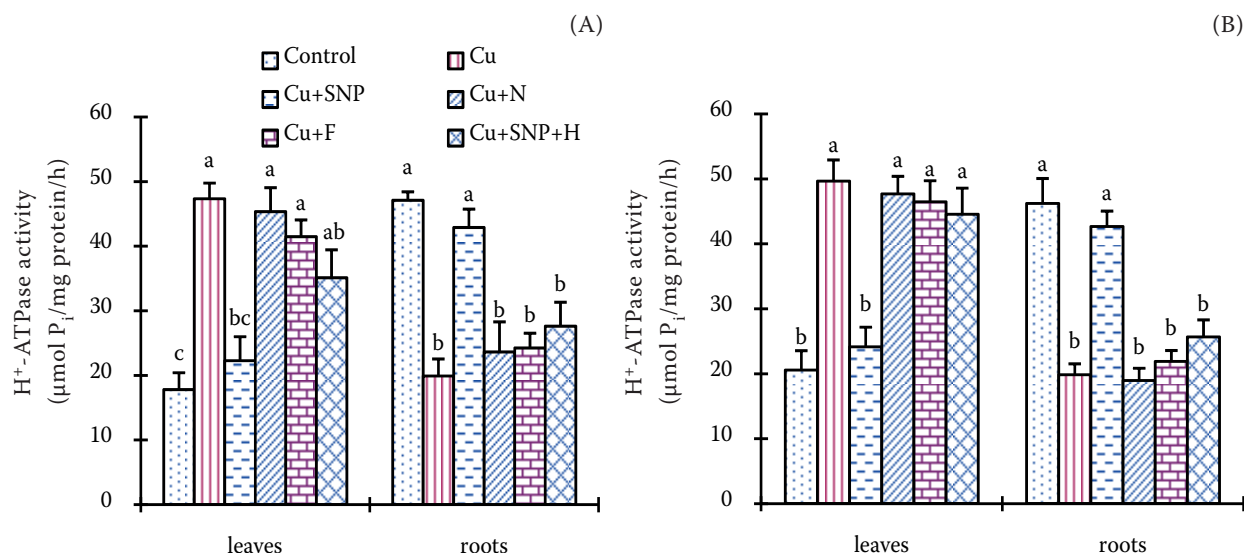 (A)
(B)
Control
Cu
Cu+SNP
Cu+N
Cu+F
Cu+SNP+H
H⁺-ATPase activity
(µmol Pᵢ/mg protein/h)
60
50
40
30
20
10
0
c
a
bc
a
a
ab
a
b
a
b
b
b
leaves
roots
H⁺-ATPase activity
(µmol Pᵢ/mg protein/h)
60
50
40
30
20
10
0
b
a
b
a
a
a
a
b
a
b
b
b
leaves
roots